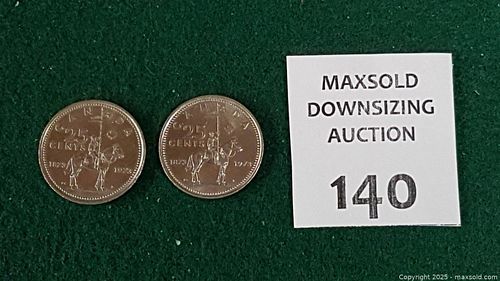 CANADA
25
CENTS
1873 1973
CANADA
25
CENTS
1873 1973
MAXSOLD
DOWNSIZING
AUCTION
140
Copyright © 2025 - maxsold.com